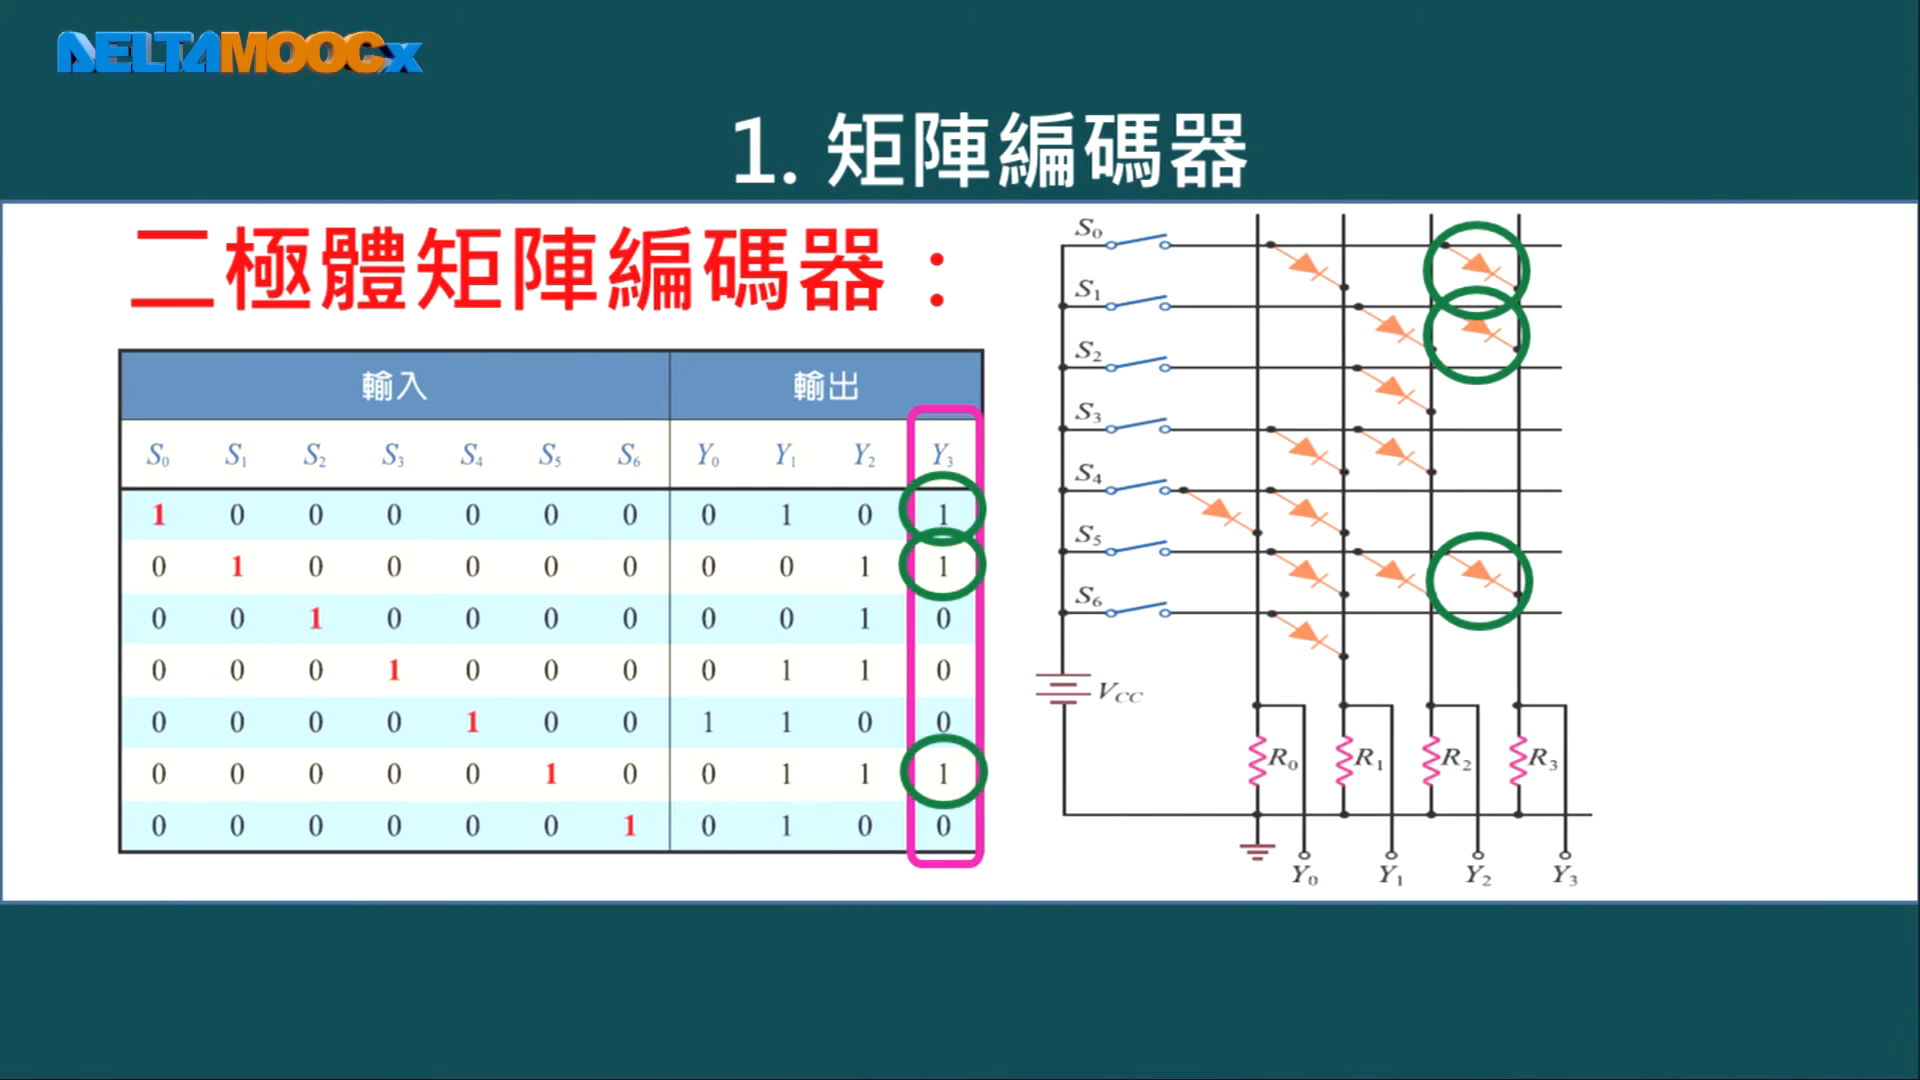 DELTAMOOCx
1. 矩陣編碼器
二極體矩陣編碼器：
輸入 輸出
S0 S1 S2 S3 S4 S5 S6 Y0 Y1 Y2 Y3
1 0 0 0 0 0 0 0 1 0 1
0 1 0 0 0 0 0 0 0 1 1
0 0 1 0 0 0 0 0 0 1 0
0 0 0 1 0 0 0 0 1 1 0
0 0 0 0 1 0 0 1 1 0 0
0 0 0 0 0 1 0 0 1 1 1
0 0 0 0 0 0 1 0 1 0 0
S0
S1
S2
S3
S4
S5
S6
VCC
R0 R1 R2 R3
Y0 Y1 Y2 Y3